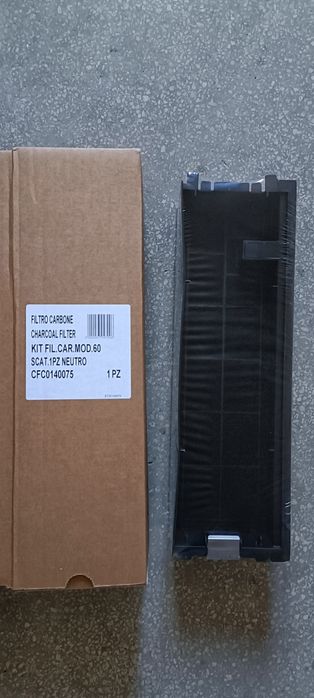 FILTRO CARBONE
CHARCOAL FILTER
KIT FIL.CAR.MOD.60
SCAT.1PZ NEUTRO
CFC0140075 1 PZ